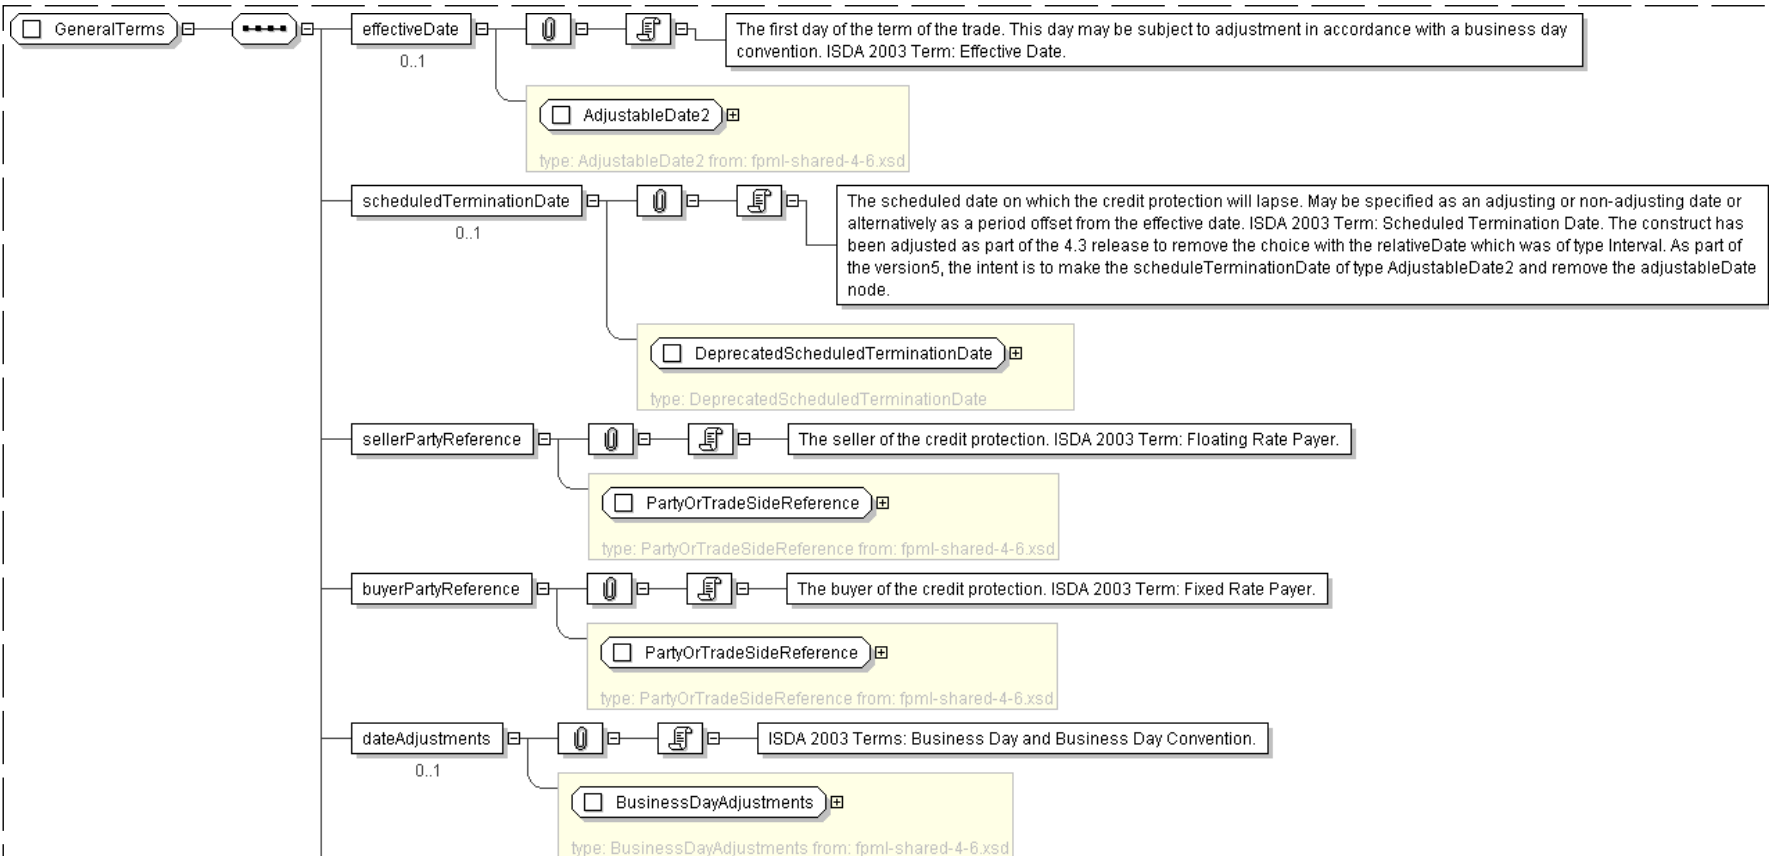 GeneralTerms
effectiveDate
0..1
The first day of the term of the trade. This day may be subject to adjustment in accordance with a business day
convention. ISDA 2003 Term: Effective Date.
AdjustableDate2
type: AdjustableDate2 from: fpml-shared-4-6.xsd
scheduledTerminationDate
0..1
The scheduled date on which the credit protection will lapse. May be specified as an adjusting or non-adjusting date or
alternatively as a period offset from the effective date. ISDA 2003 Term: Scheduled Termination Date. The construct has
been adjusted as part of the 4.3 release to remove the choice with the relativeDate which was of type Interval. As part of
the version5, the intent is to make the scheduleTerminationDate of type AdjustableDate2 and remove the adjustableDate
node.
DeprecatedScheduledTerminationDate
type: DeprecatedScheduledTerminationDate
sellerPartyReference
The seller of the credit protection. ISDA 2003 Term: Floating Rate Payer.
PartyOrTradeSideReference
type: PartyOrTradeSideReference from: fpml-shared-4-6.xsd
buyerPartyReference
The buyer of the credit protection. ISDA 2003 Term: Fixed Rate Payer.
PartyOrTradeSideReference
type: PartyOrTradeSideReference from: fpml-shared-4-6.xsd
dateAdjustments
0..1
ISDA 2003 Terms: Business Day and Business Day Convention.
BusinessDayAdjustments
type: BusinessDayAdjustments from: fpml-shared-4-6.xsd